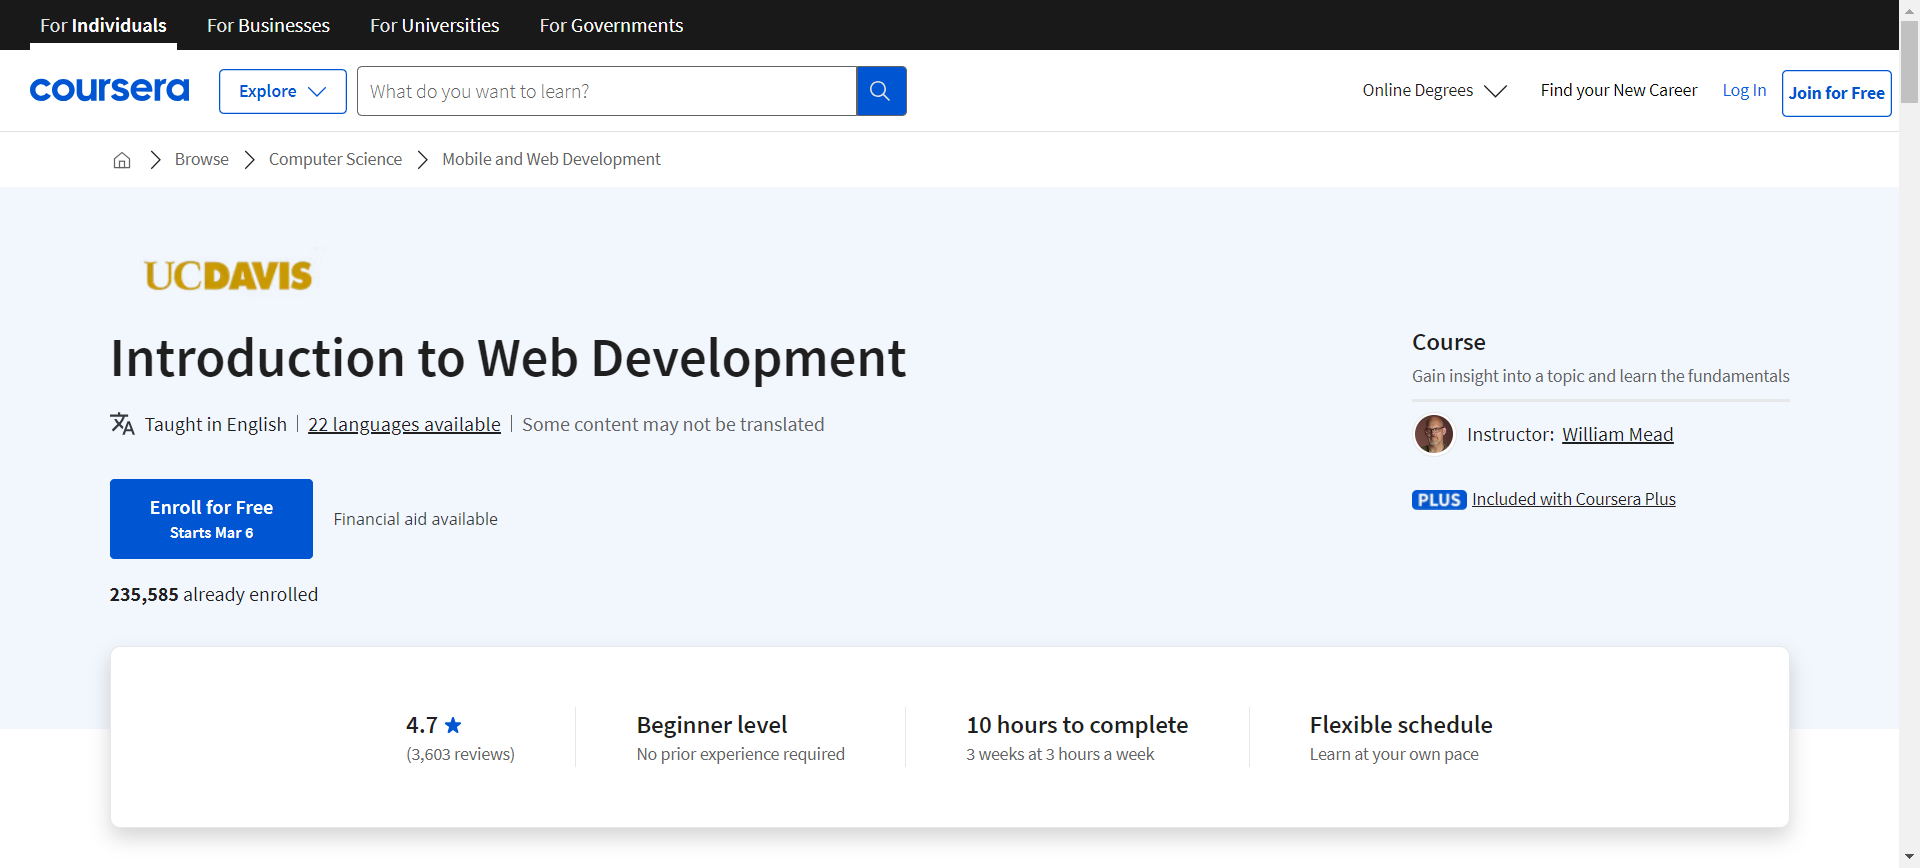 For Individuals
For Businesses
For Universities
For Governments
coursera
Explore
What do you want to learn?
Online Degrees
Find your New Career
Log In
Join for Free
Browse
Computer Science
Mobile and Web Development
UCDAVIS
Introduction to Web Development
Taught in English
22 languages available
Some content may not be translated
Enroll for Free
Starts Mar 6
Financial aid available
235,585 already enrolled
Course
Gain insight into a topic and learn the fundamentals
Instructor: William Mead
PLUS Included with Coursera Plus
4.7
(3,603 reviews)
Beginner level
No prior experience required
10 hours to complete
3 weeks at 3 hours a week
Flexible schedule
Learn at your own pace